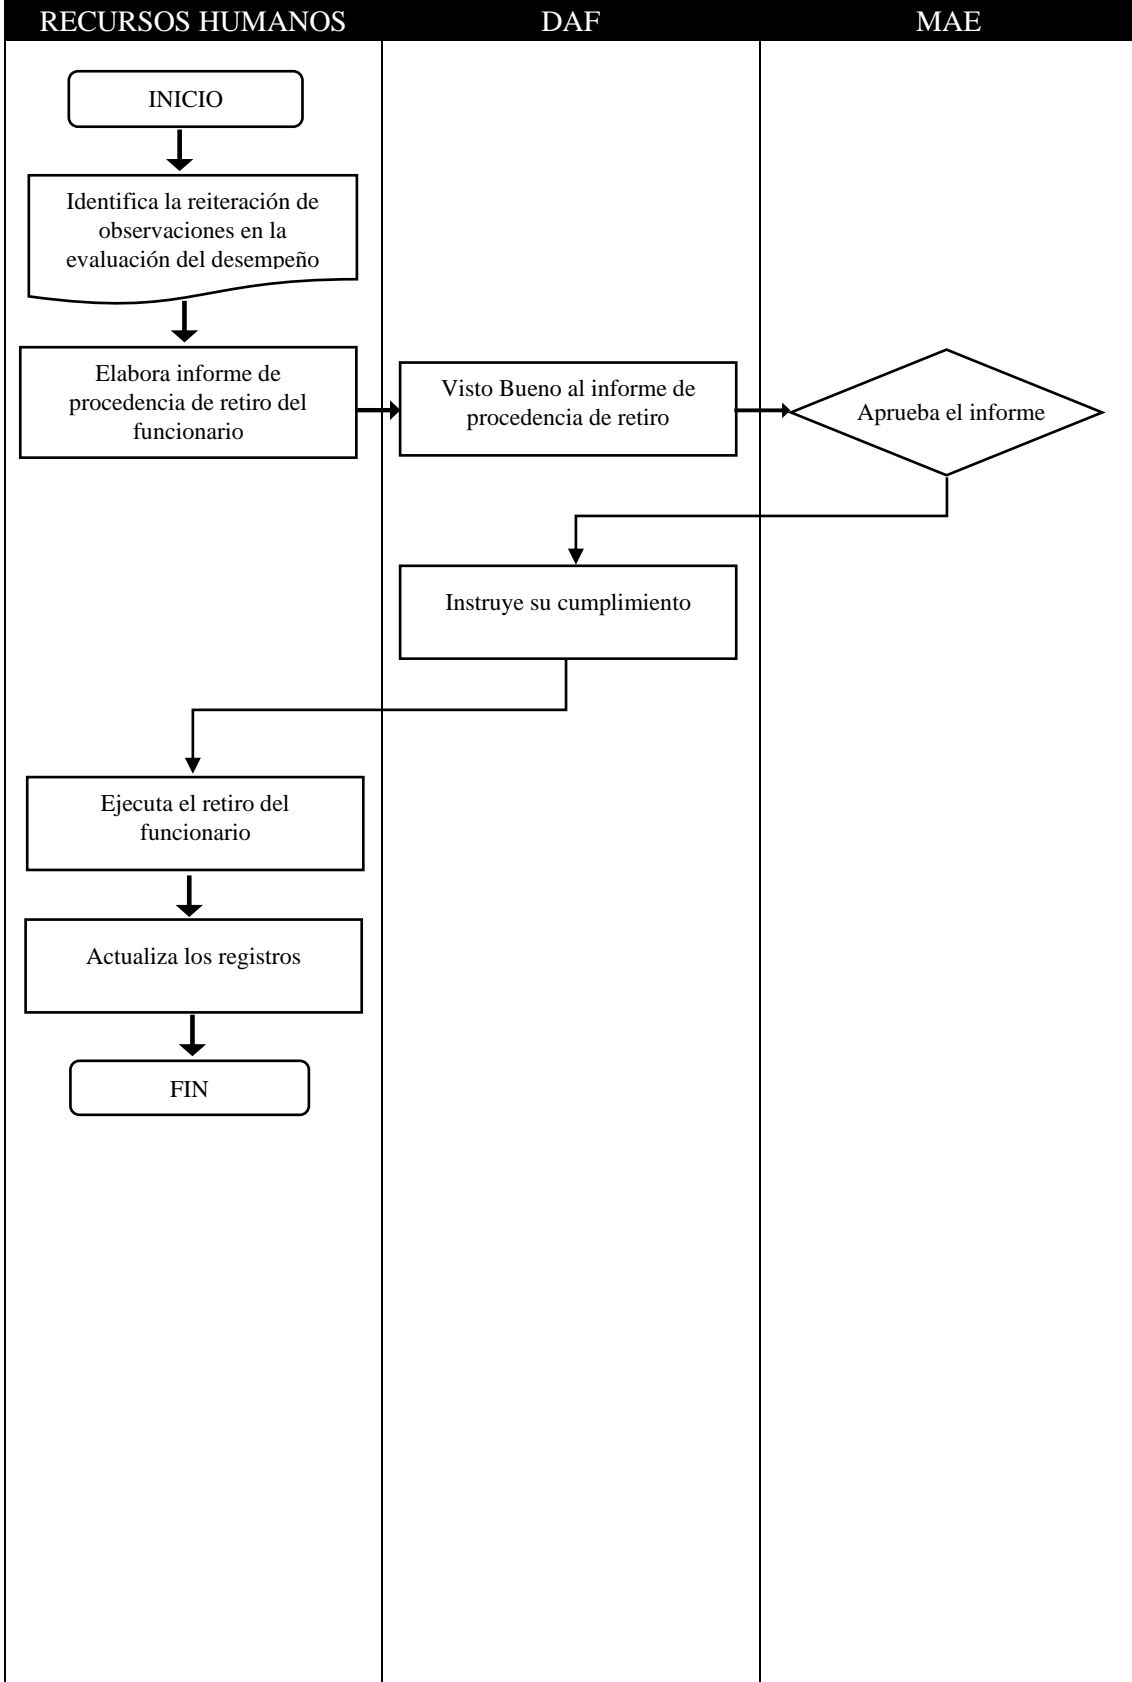 RECURSOS HUMANOS
DAF
MAE
INICIO
Identifica la reiteración de
observaciones en la
evaluación del desempeño
Elabora informe de
procedencia de retiro del
funcionario
Visto Bueno al informe de
procedencia de retiro
Aprueba el informe
Instruye su cumplimiento
Ejecuta el retiro del
funcionario
Actualiza los registros
FIN